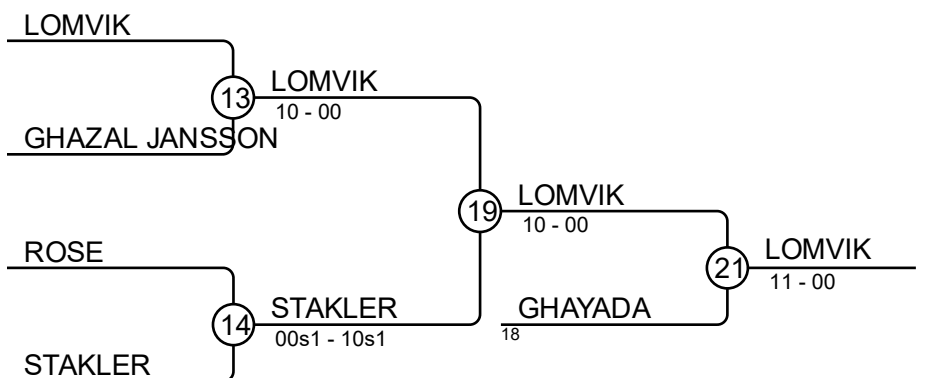 LOMVIK
13
LOMVIK
10 - 00
GHAZAL JANSSON
19
LOMVIK
10 - 00
ROSE
21
LOMVIK
11 - 00
14
STAKLER
00s1 - 10s1
GHAYADA
18
STAKLER